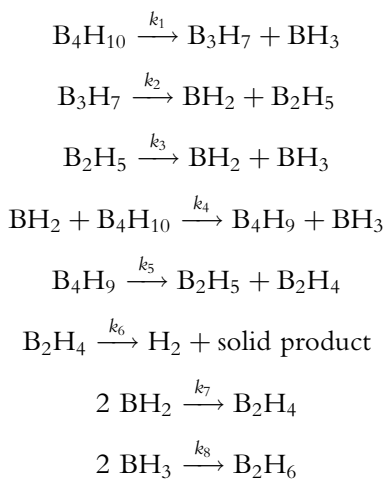 B₄H₁₀ —k₁→ B₃H₇ + BH₃
B₃H₇ —k₂→ BH₂ + B₂H₅
B₂H₅ —k₃→ BH₂ + BH₃
BH₂ + B₄H₁₀ —k₄→ B₄H₉ + BH₃
B₄H₉ —k₅→ B₂H₅ + B₂H₄
B₂H₄ —k₆→ H₂ + solid product
2 BH₂ —k₇→ B₂H₄
2 BH₃ —k₈→ B₂H₆